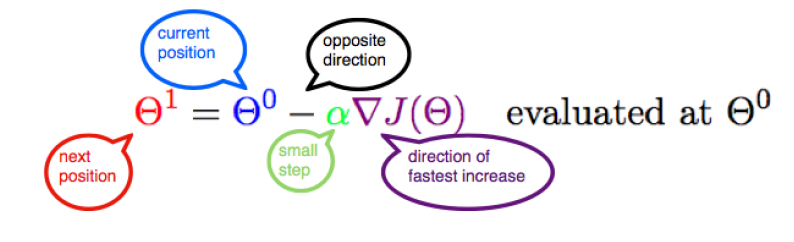 current
position
opposite
direction
Θ¹ = Θ⁰ − α∇J(Θ) evaluated at Θ⁰
next
position
small
step
direction of
fastest increase